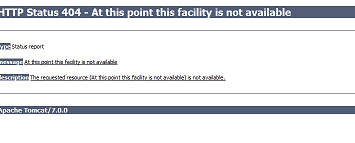 HTTP Status 404 - At this point this facility is not available
type Status report
message At this point this facility is not available
description The requested resource (At this point this facility is not available) is not available.
Apache Tomcat/7.0.0